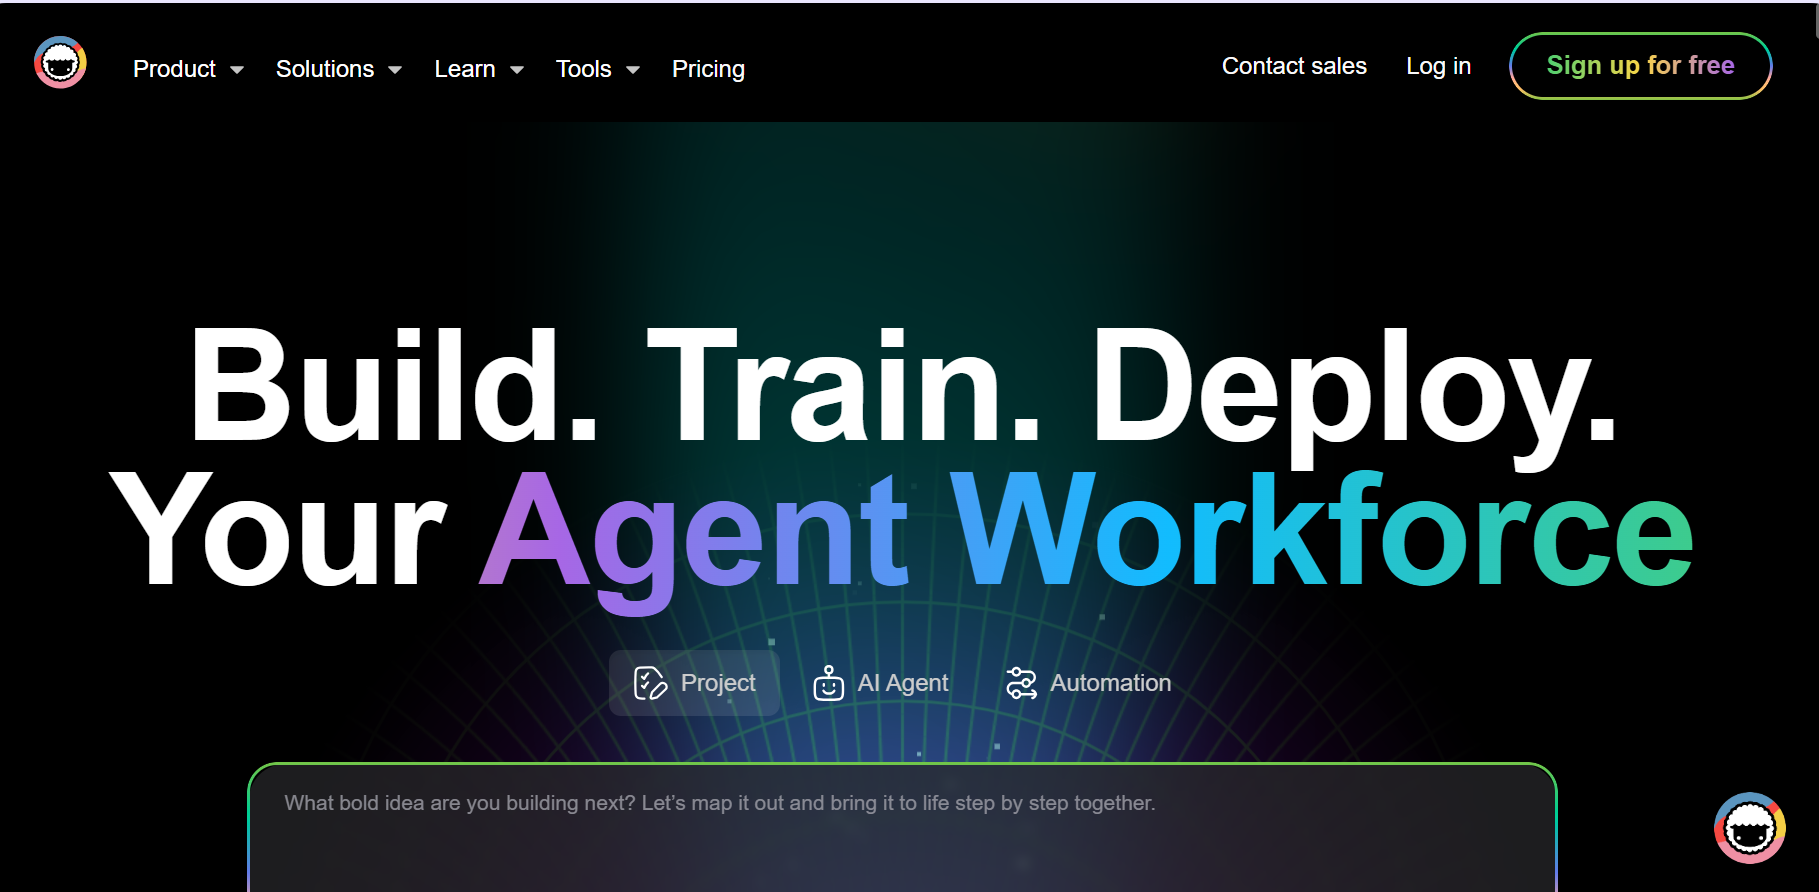 Product
Solutions
Learn
Tools
Pricing
Contact sales
Log in
Sign up for free
Build. Train. Deploy.
Your Agent Workforce
Project
AI Agent
Automation
What bold idea are you building next? Let’s map it out and bring it to life step by step together.